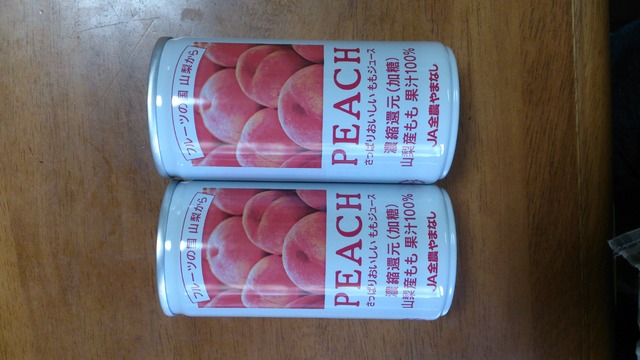 フルーツの国 山梨から
PEACH
さっぱりおいしい ももジュース
濃縮還元(加糖)
山梨産もも 果汁100%
JA全農やまなし
フルーツの国 山梨から
PEACH
さっぱりおいしい ももジュース
濃縮還元(加糖)
山梨産もも 果汁100%
JA全農やまなし